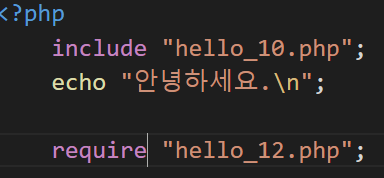 <?php
include "hello_10.php";
echo "안녕하세요.\n";
require "hello_12.php";